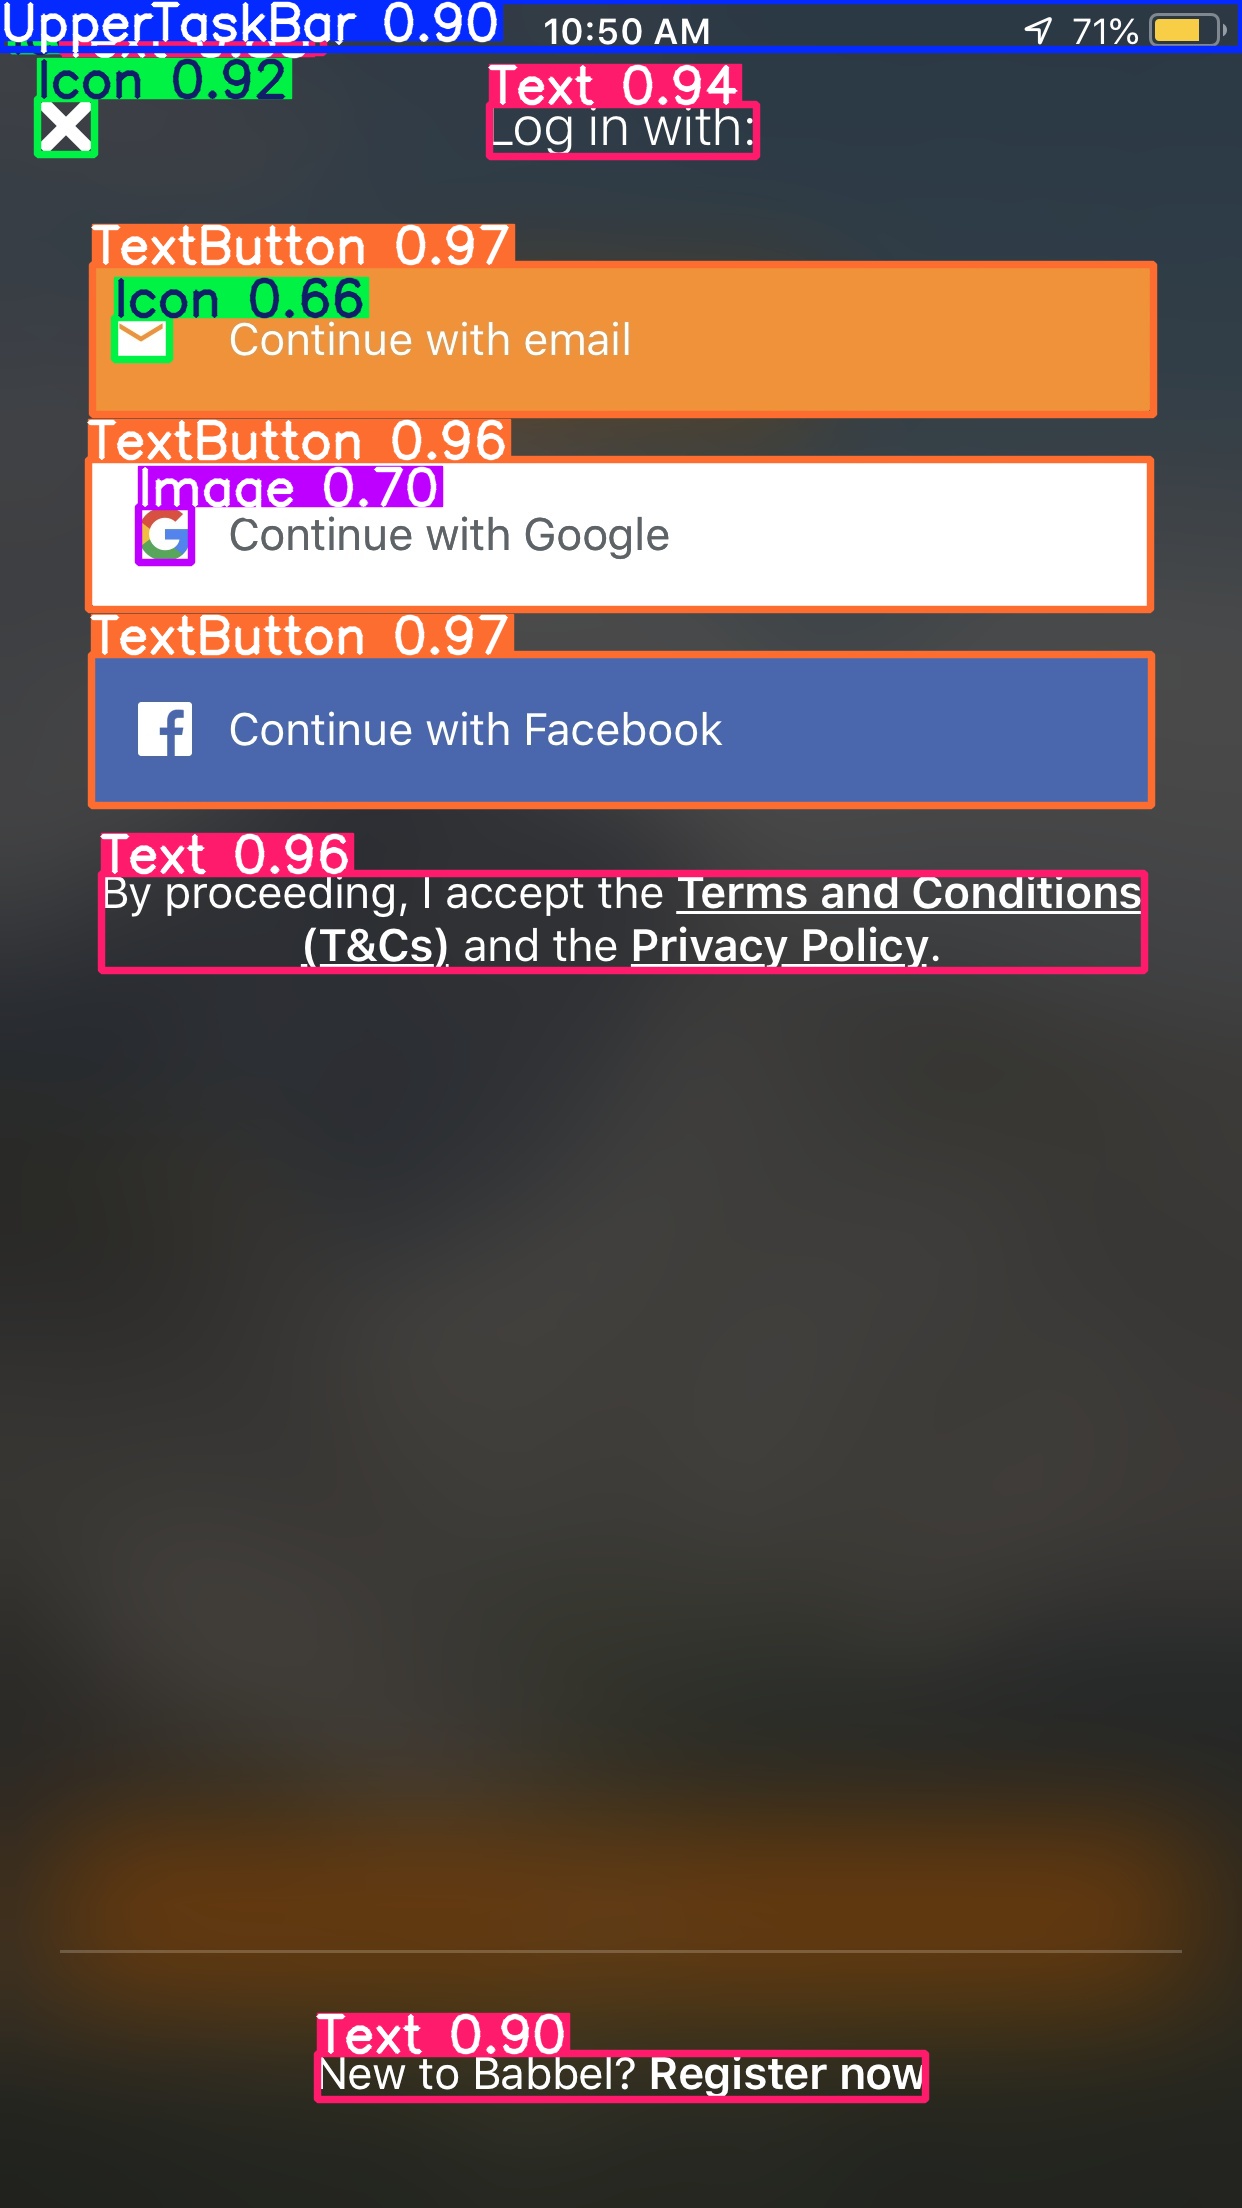 UpperTaskBar 0.90
10:50 AM
71%
Icon 0.92
Text 0.94
Log in with:
TextButton 0.97
Icon 0.66
Continue with email
TextButton 0.96
Image 0.70
Continue with Google
TextButton 0.97
Continue with Facebook
Text 0.96
By proceeding, I accept the Terms and Conditions
(T&Cs) and the Privacy Policy.
Text 0.90
New to Babbel? Register now